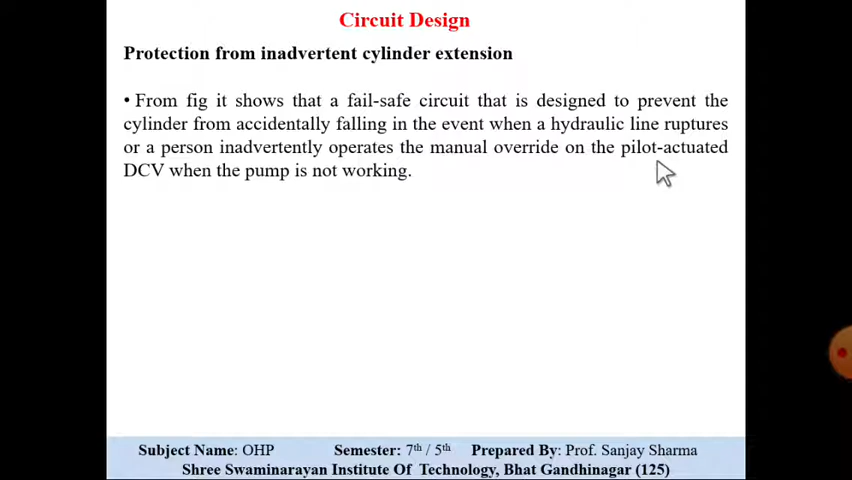 Circuit Design
Protection from inadvertent cylinder extension
• From fig it shows that a fail-safe circuit that is designed to prevent the
cylinder from accidentally falling in the event when a hydraulic line ruptures
or a person inadvertently operates the manual override on the pilot-actuated
DCV when the pump is not working.
Subject Name: OHP Semester: 7th / 5th Prepared By: Prof. Sanjay Sharma
Shree Swaminarayan Institute Of Technology, Bhat Gandhinagar (125)